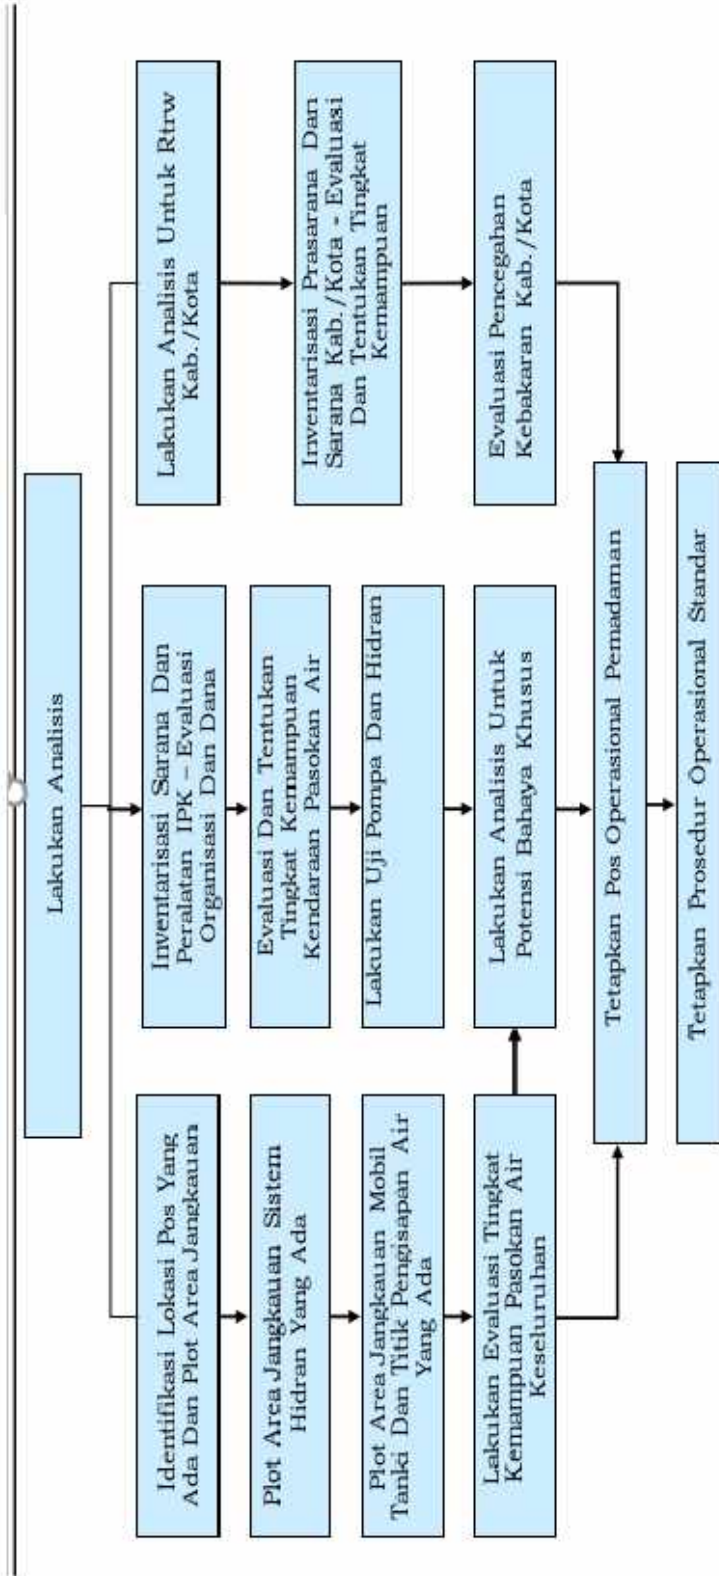 Lakukan Analisis
Identifikasi Lokasi Pos Yang
Ada Dan Plot Area Jangkauan
Plot Area Jangkauan Sistem
Hidran Yang Ada
Plot Area Jangkauan Mobil
Tanki Dan Titik Pengisapan Air
Yang Ada
Lakukan Evaluasi Tingkat
Kemampuan Pasokan Air
Keseluruhan
Inventarisasi Sarana Dan
Peralatan IPK – Evaluasi
Organisasi Dan Dana
Evaluasi Dan Tentukan
Tingkat Kemampuan
Kendaraan Pasokan Air
Lakukan Uji Pompa Dan Hidran
Lakukan Analisis Untuk
Potensi Bahaya Khusus
Lakukan Analisis Untuk Rtrw
Kab./Kota
Inventarisasi Prasarana Dan
Sarana Kab./Kota - Evaluasi
Dan Tentukan Tingkat
Kemampuan
Evaluasi Pencegahan
Kebakaran Kab./Kota
Tetapkan Pos Operasional Pemadaman
Tetapkan Prosedur Operasional Standar